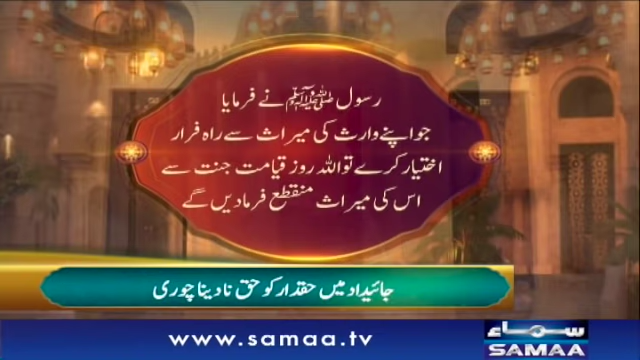 رسول ﷺ نے فرمایا
جو اپنے وارث کی میراث سے راہ فرار
اختیار کرے تو اللہ روز قیامت جنت سے
اس کی میراث منقطع فرمادیں گے
جائیداد میں حقدار کو حق نا دینا چوری
www.samaa.tv
سماء
SAMAA